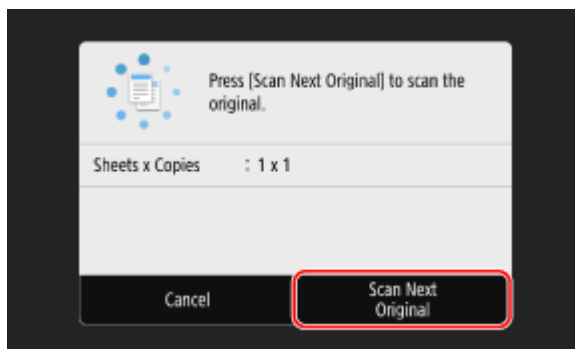 Press [Scan Next Original] to scan the
original.
Sheets x Copies : 1 x 1
Cancel
Scan Next
Original